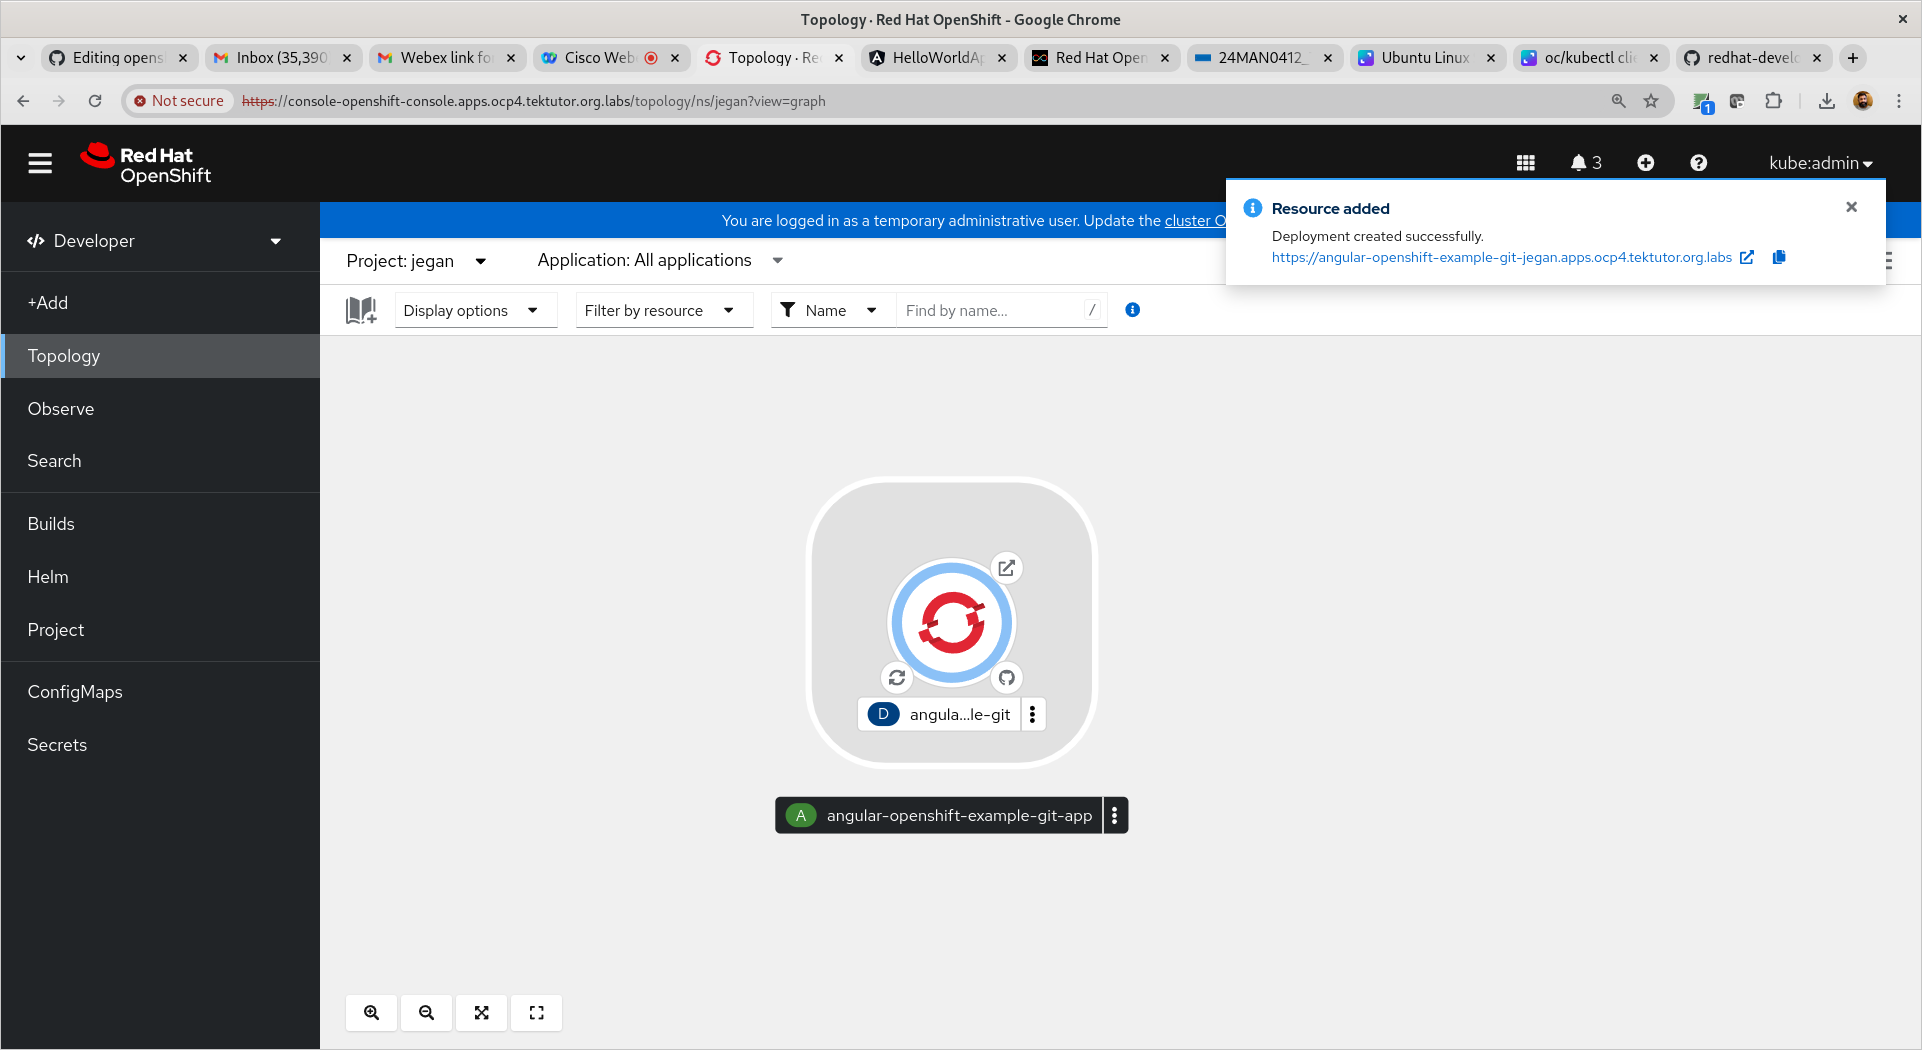 Topology · Red Hat OpenShift - Google Chrome
Editing opens
Inbox (35,390
Webex link fo
Cisco Web
Topology · Re
HelloWorldA
Red Hat Open
24MAN0412_
Ubuntu Linux
oc/kubectl cli
redhat-devel
Not secure
https://console-openshift-console.apps.ocp4.tektutor.org.labs/topology/ns/jegan?view=graph
1
Red Hat
OpenShift
3
kube:admin
Developer
+Add
Topology
Observe
Search
Builds
Helm
Project
ConfigMaps
Secrets
You are logged in as a temporary administrative user. Update the cluster O
Resource added
Deployment created successfully.
https://angular-openshift-example-git-jegan.apps.ocp4.tektutor.org.labs
Project: jegan
Application: All applications
Display options
Filter by resource
Name
Find by name...
/
D angula...le-git
A angular-openshift-example-git-app